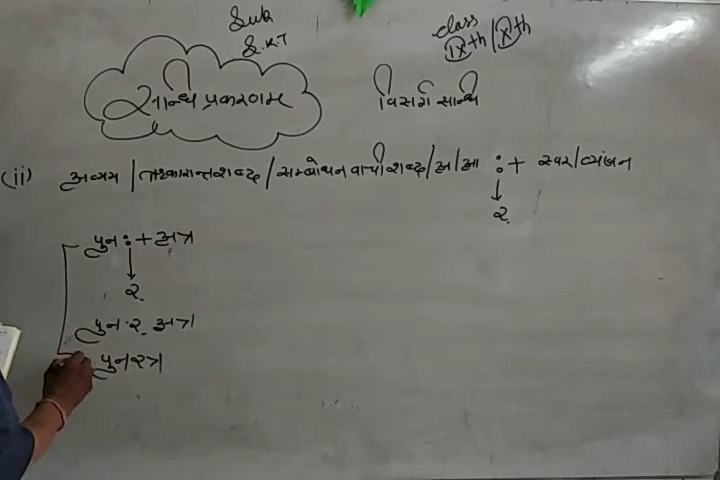 Sub
S.KT
class
IXth/Xth
सन्धि प्रकरणम्
विसर्ग सन्धि
(ii) अव्यय / ऋकारान्तशब्द / सम्बोधन वाची शब्द / अ / आ : + स्वर / व्यंजन
↓
र्
पुन: + अत्र
↓
र्
पुन र् अत्र
पुनरत्र